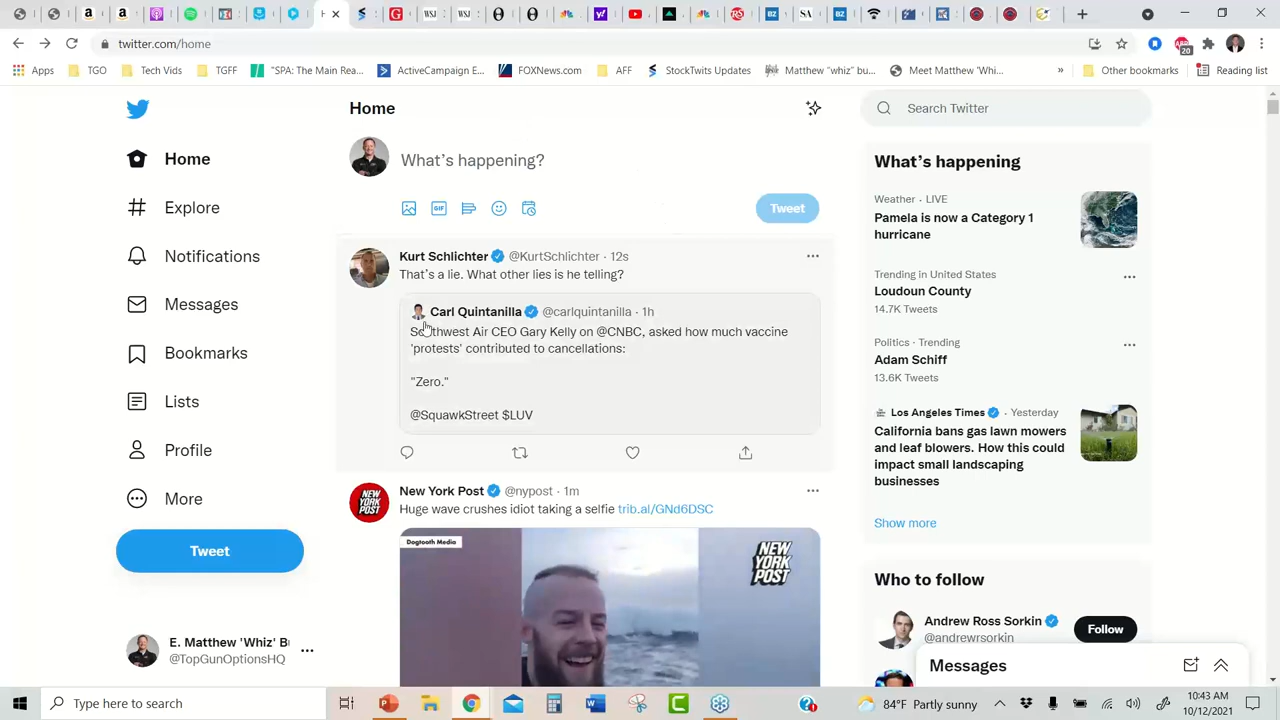 twitter.com/home
20
Apps
TGO
Tech Vids
TGFF
"SPA: The Main Rea...
ActiveCampaign E...
FOXNews.com
AFF
StockTwits Updates
Matthew "whiz" bu...
Meet Matthew 'Whi...
»
Other bookmarks
Reading list
Home
What's happening?
GIF
Tweet
Search Twitter
Home
Explore
Notifications
Messages
Bookmarks
Lists
Profile
More
Tweet
E. Matthew 'Whiz' B
@TopGunOptionsHQ
Kurt Schlichter @KurtSchlichter · 12s
That's a lie. What other lies is he telling?
Carl Quintanilla @carlquintanilla · 1h
Southwest Air CEO Gary Kelly on @CNBC, asked how much vaccine
'protests' contributed to cancellations:
"Zero."
@SquawkStreet $LUV
New York Post @nypost · 1m
Huge wave crushes idiot taking a selfie trib.al/GNd6DSC
Dogtooth Media
NEW
YORK
POST
NEW
YORK
POST
What's happening
Weather · LIVE
Pamela is now a Category 1
hurricane
Trending in United States
Loudoun County
14.7K Tweets
Politics · Trending
Adam Schiff
13.6K Tweets
Los Angeles Times · Yesterday
California bans gas lawn mowers
and leaf blowers. How this could
impact small landscaping
businesses
Show more
Who to follow
Andrew Ross Sorkin
@andrewrsorkin
Follow
Messages
Type here to search
84°F Partly sunny
10:43 AM
10/12/2021